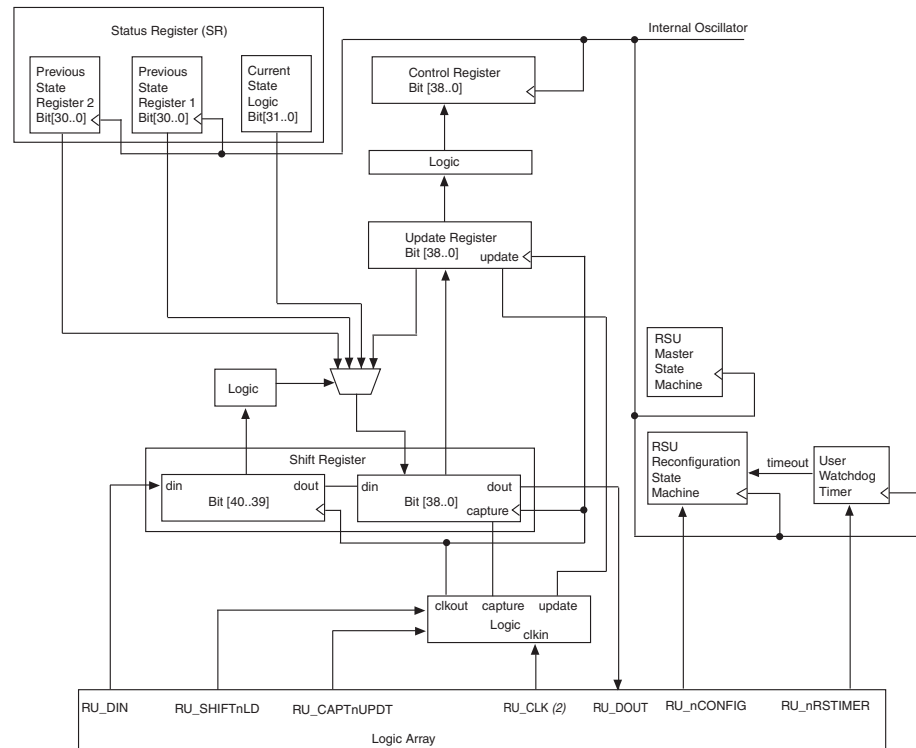 Status Register (SR)
Internal Oscillator
Previous
State
Register 2
Bit[30..0]
Previous
State
Register 1
Bit[30..0]
Current
State
Logic
Bit[31..0]
Control Register
Bit [38..0]
Logic
Update Register
Bit [38..0]
update
RSU
Master
State
Machine
Logic
Shift Register
din
dout
Bit [40..39]
din
dout
Bit [38..0]
capture
RSU
Reconfiguration
State
Machine
timeout
User
Watchdog
Timer
clkout
capture
update
Logic
clkin
RU_DIN
RU_SHIFTnLD
RU_CAPTnUPDT
RU_CLK (2)
RU_DOUT
RU_nCONFIG
RU_nRSTIMER
Logic Array